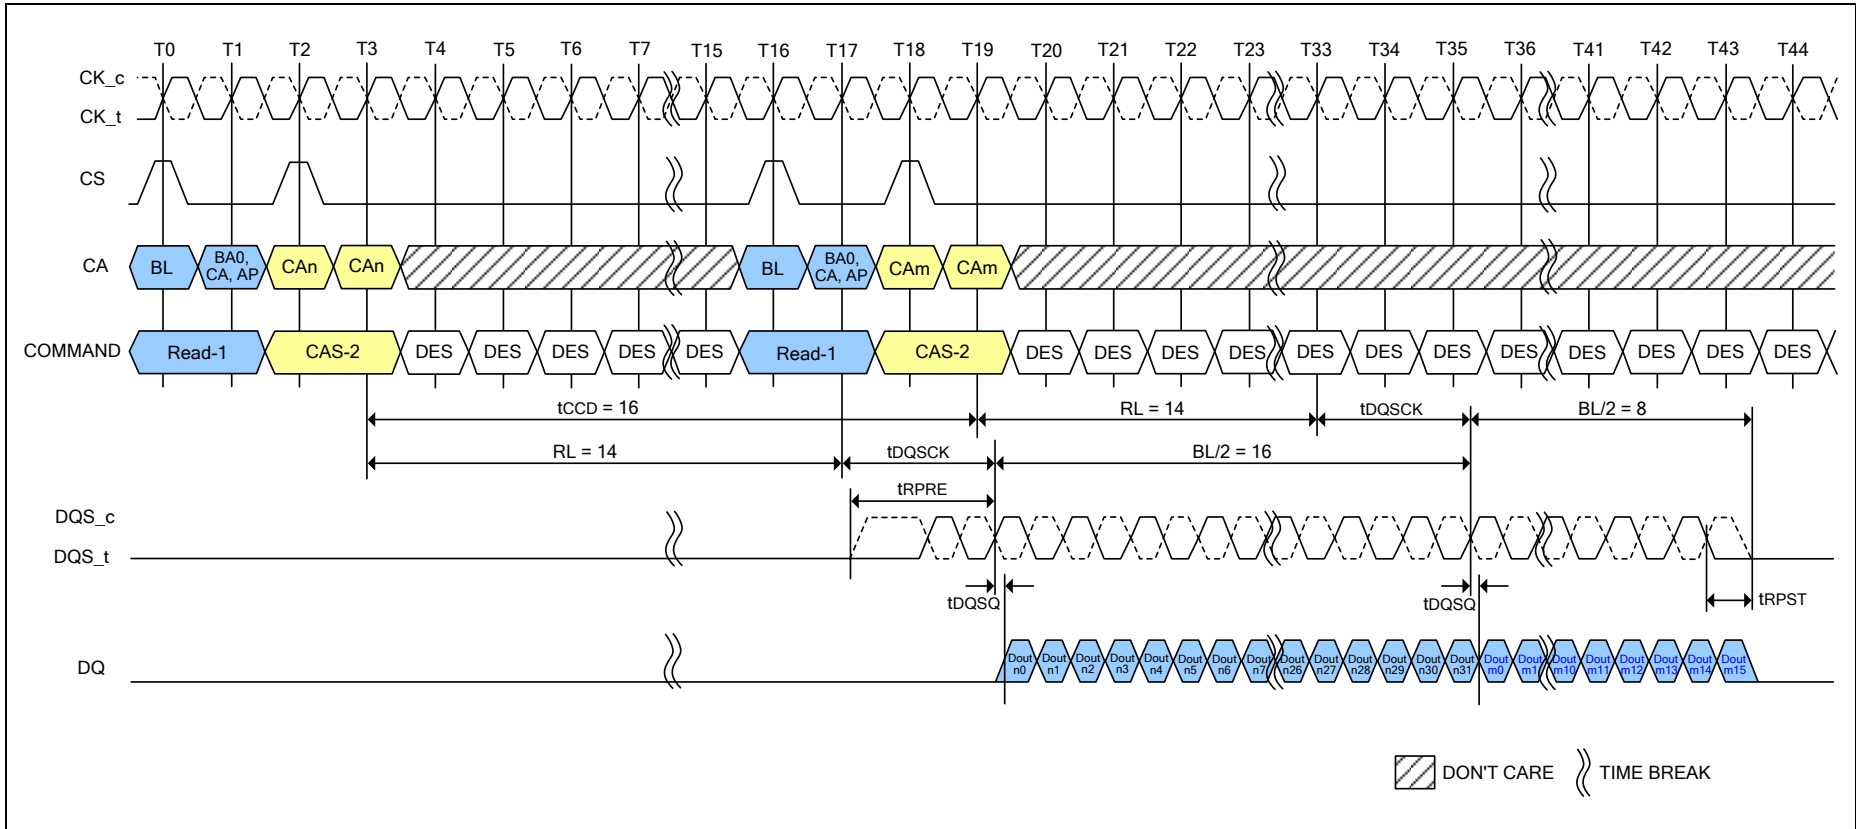 T0 T1 T2 T3 T4 T5 T6 T7 T15 T16 T17 T18 T19 T20 T21 T22 T23 T33 T34 T35 T36 T41 T42 T43 T44
CK_c
CK_t
CS
CA BL BA0, CA, AP CAn CAn BL BA0, CA, AP CAm CAm
COMMAND Read-1 CAS-2 DES DES DES DES DES Read-1 CAS-2 DES DES DES DES DES DES DES DES DES DES DES DES
tCCD = 16 RL = 14 tDQSCK BL/2 = 8
RL = 14 tDQSCK BL/2 = 16
tRPRE
DQS_c
DQS_t
tDQSQ tDQSQ tRPST
DQ Dout n0 Dout n1 Dout n2 Dout n3 Dout n4 Dout n5 Dout n6 Dout n7 Dout n26 Dout n27 Dout n28 Dout n29 Dout n30 Dout n31 Dout m0 Dout m1 Dout m10 Dout m11 Dout m12 Dout m13 Dout m14 Dout m15
DON'T CARE TIME BREAK